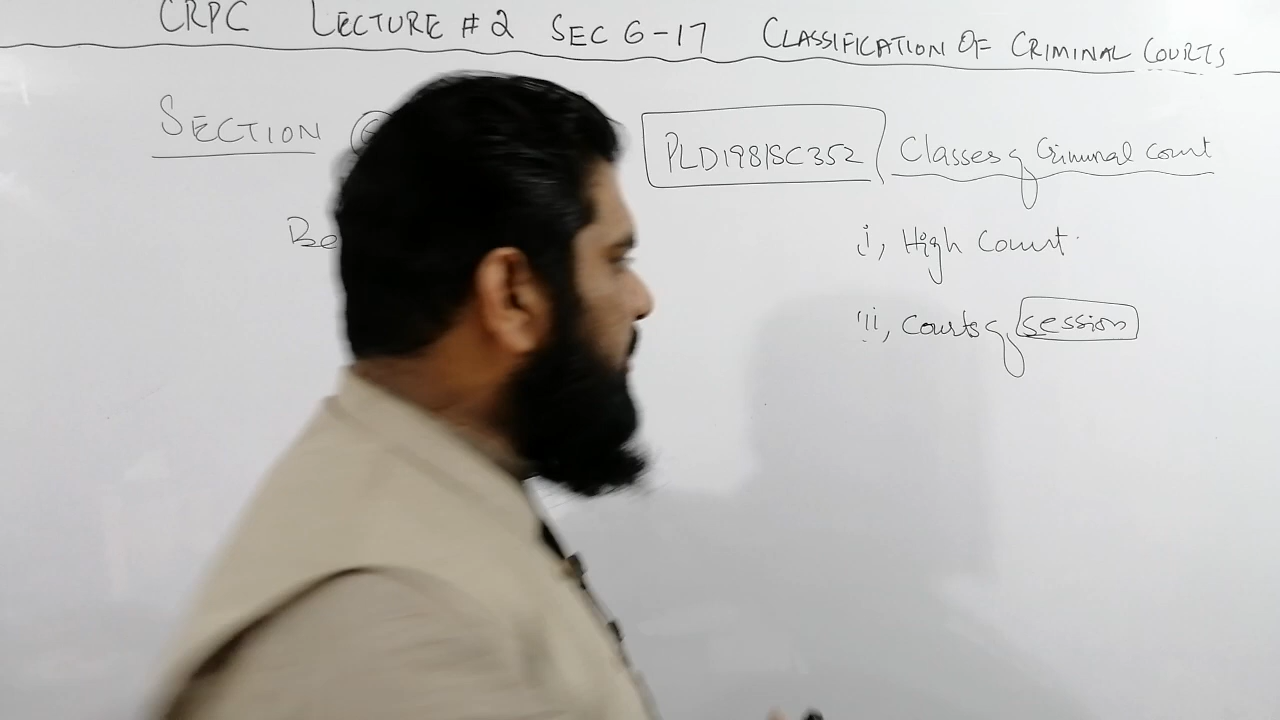 CRPC LECTURE #2 SEC 6-17 CLASSIFICATION OF CRIMINAL COURTS
SECTION PLD1981SC352 Classes of Criminal Court
i, High Court
ii, Courts of session